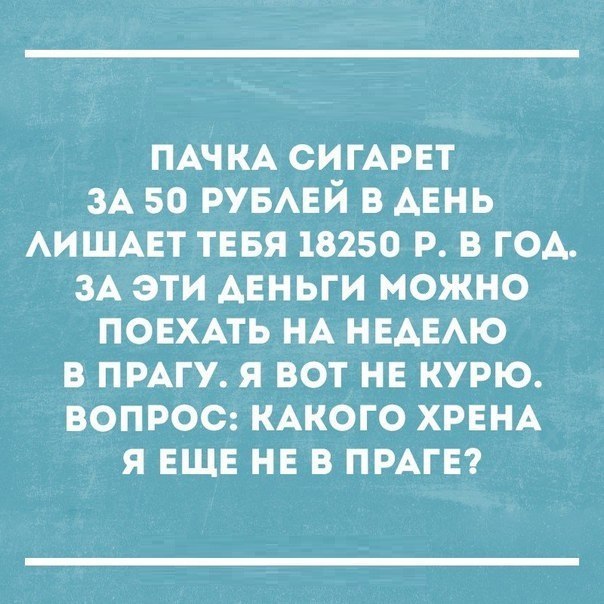 ПАЧКА СИГАРЕТ
ЗА 50 РУБЛЕЙ В ДЕНЬ
ЛИШАЕТ ТЕБЯ 18250 Р. В ГОД.
ЗА ЭТИ ДЕНЬГИ МОЖНО
ПОЕХАТЬ НА НЕДЕЛЮ
В ПРАГУ. Я ВОТ НЕ КУРЮ.
ВОПРОС: КАКОГО ХРЕНА
Я ЕЩЕ НЕ В ПРАГЕ?